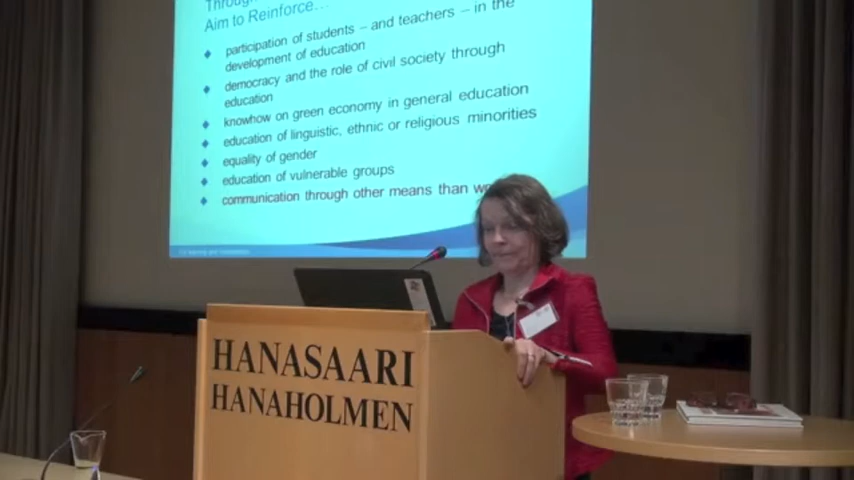 Aim to Reinforce…
participation of students – and teachers – in the
development of education
democracy and the role of civil society through
education
knowhow on green economy in general education
education of linguistic, ethnic or religious minorities
equality of gender
education of vulnerable groups
communication through other means than
HANASAARI
HANAHOLMEN